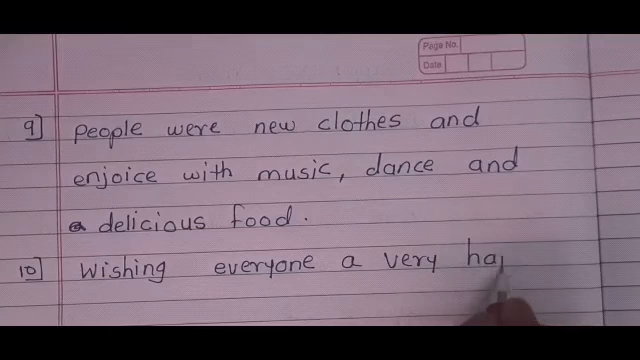 Page No.
Date
9] people were new clothes and
enjoice with music, dance and
a delicious food.
10] Wishing everyone a very ha